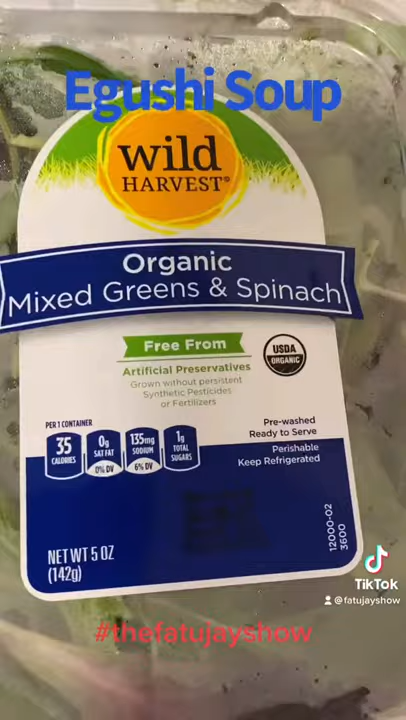 Egushi Soup
wild
HARVEST®
Organic
Mixed Greens & Spinach
Free From
Artificial Preservatives
Grown without persistent
Synthetic Pesticides
or Fertilizers
USDA
ORGANIC
PER 1 CONTAINER
35
CALORIES
0g
SAT FAT
0% DV
135mg
SODIUM
6% DV
1g
TOTAL
SUGARS
Pre-washed
Ready to Serve
Perishable
Keep Refrigerated
NET WT 5 OZ
(142g)
12000-02
3600
TikTok
@fatujayshow
#thefatujayshow